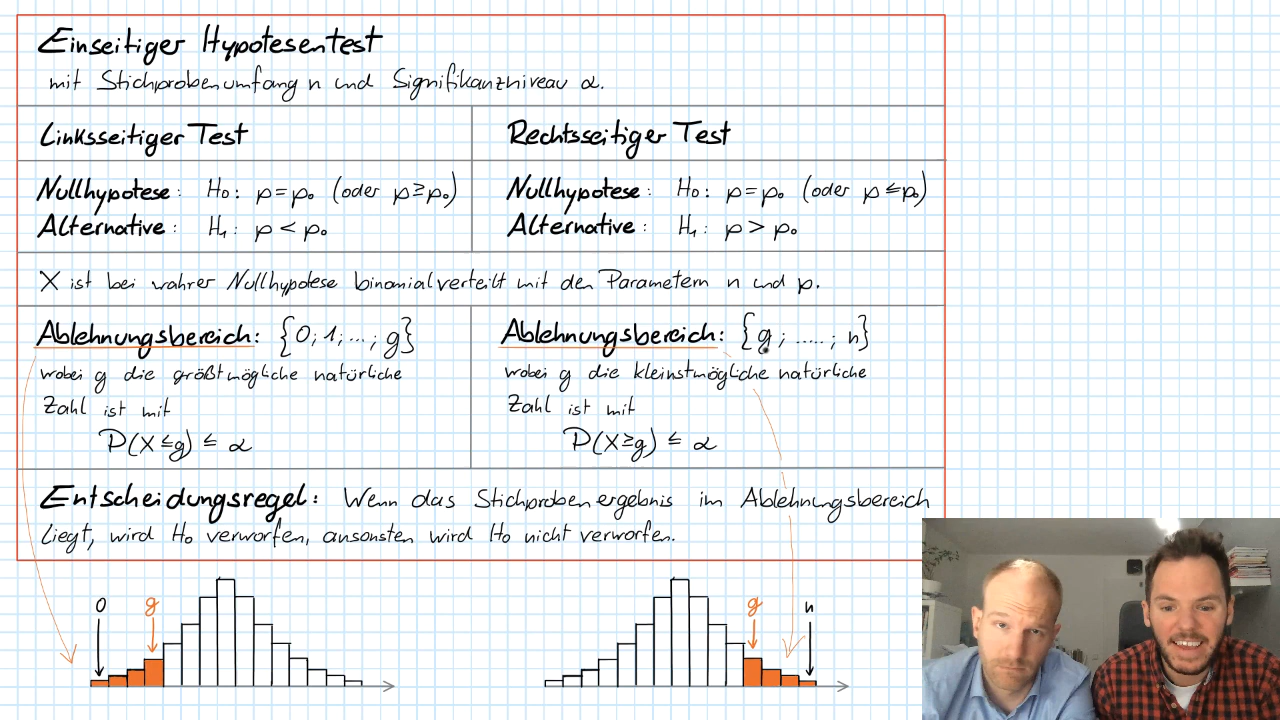 Einseitiger Hypotesentest
mit Stichprobenumfang n und Signifikanzniveau α.
Linksseitiger Test
Rechtsseitiger Test
Nullhypotese: H₀: p = p₀ (oder p ≥ p₀)
Alternative: H₁: p < p₀
Nullhypotese: H₀: p = p₀ (oder p ≤ p₀)
Alternative: H₁: p > p₀
X ist bei wahrer Nullhypotese binomialverteilt mit den Parametern n und p.
Ablehnungsbereich: {0; 1; ...; g}
wobei g die größtmögliche natürliche
Zahl ist mit
P(X ≤ g) ≤ α
Ablehnungsbereich: {g; .....; n}
wobei g die kleinstmögliche natürliche
Zahl ist mit
P(X ≥ g) ≤ α
Entscheidungsregel: Wenn das Stichprobenergebnis im Ablehnungsbereich
liegt, wird H₀ verworfen, ansonsten wird H₀ nicht verworfen.
0 g
g n